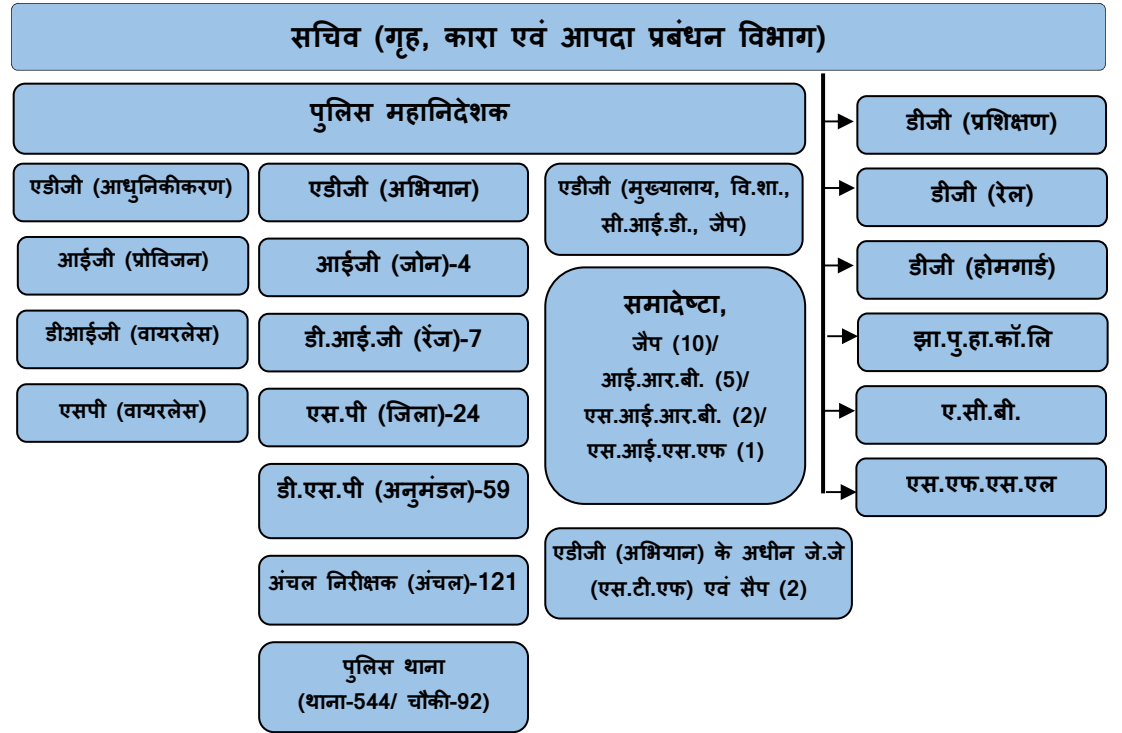 सचिव (गृह, कारा एवं आपदा प्रबंधन विभाग)
पुलिस महानिदेशक
एडीजी (आधुनिकीकरण)
आईजी (प्रोविजन)
डीआईजी (वायरलेस)
एसपी (वायरलेस)
एडीजी (अभियान)
आईजी (जोन)-4
डी.आई.जी (रेंज)-7
एस.पी (जिला)-24
डी.एस.पी (अनुमंडल)-59
अंचल निरीक्षक (अंचल)-121
पुलिस थाना
(थाना-544/ चौकी-92)
एडीजी (मुख्यालाय, वि.शा.,
सी.आई.डी., जैप)
समादेष्टा,
जैप (10)/
आई.आर.बी. (5)/
एस.आई.आर.बी. (2)/
एस.आई.एस.एफ (1)
एडीजी (अभियान) के अधीन जे.जे
(एस.टी.एफ) एवं सैप (2)
डीजी (प्रशिक्षण)
डीजी (रेल)
डीजी (होमगार्ड)
झा.पु.हा.कॉ.लि
ए.सी.बी.
एस.एफ.एस.एल